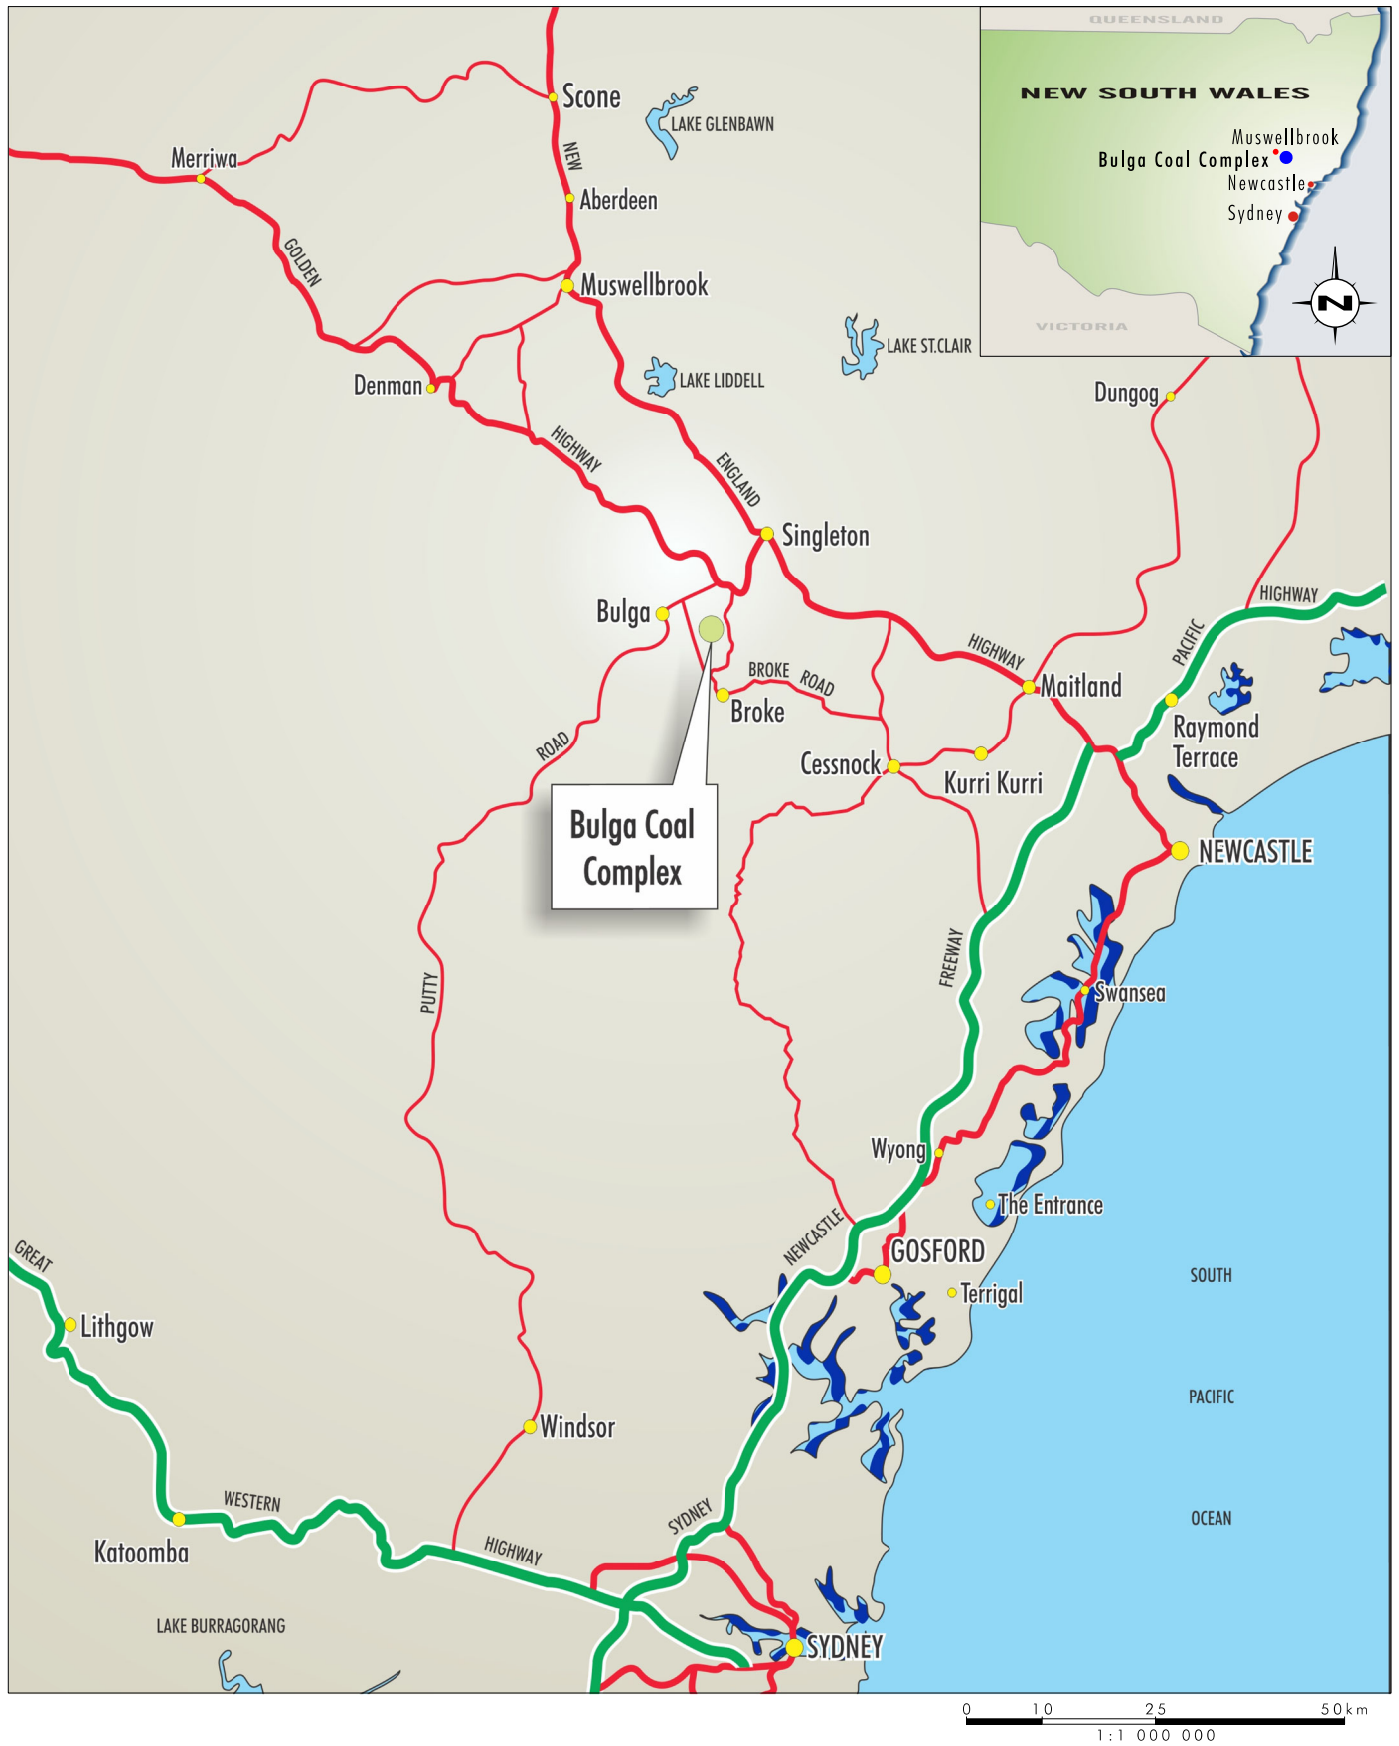 QUEENSLAND
NEW SOUTH WALES
Muswellbrook
Bulga Coal Complex
Newcastle
Sydney
N
VICTORIA
Scone
LAKE GLENBAWN
NEW
Merriwa
Aberdeen
GOLDEN
Muswellbrook
LAKE ST.CLAIR
LAKE LIDDELL
Denman
Dungog
HIGHWAY
ENGLAND
Singleton
HIGHWAY
Bulga
PACIFIC
HIGHWAY
BROKE ROAD
Maitland
Broke
Raymond
Terrace
ROAD
Cessnock
Kurri Kurri
Bulga Coal
Complex
NEWCASTLE
FREEWAY
PUTTY
Swansea
Wyong
The Entrance
NEWCASTLE
GOSFORD
GREAT
SOUTH
Terrigal
Lithgow
PACIFIC
Windsor
WESTERN
SYDNEY
OCEAN
Katoomba
HIGHWAY
LAKE BURRAGORANG
SYDNEY
0 10 25 50km
1:1 000 000